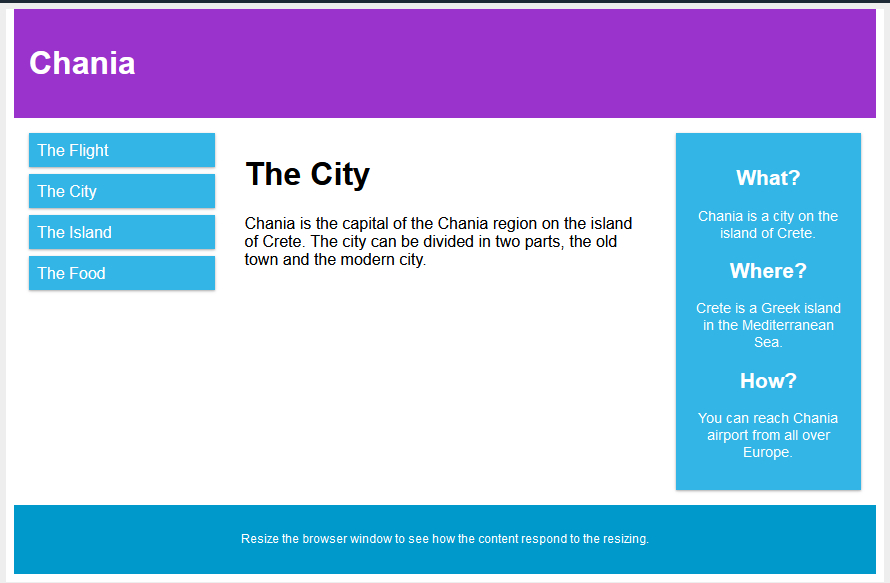 Chania
The Flight
The City
The Island
The Food
The City
Chania is the capital of the Chania region on the island
of Crete. The city can be divided in two parts, the old
town and the modern city.
What?
Chania is a city on the
island of Crete.
Where?
Crete is a Greek island
in the Mediterranean
Sea.
How?
You can reach Chania
airport from all over
Europe.
Resize the browser window to see how the content respond to the resizing.